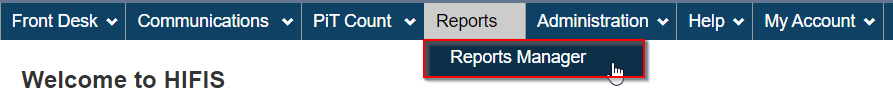 Front Desk Communications PiT Count Reports Administration Help My Account
Reports Manager
Welcome to HIFIS